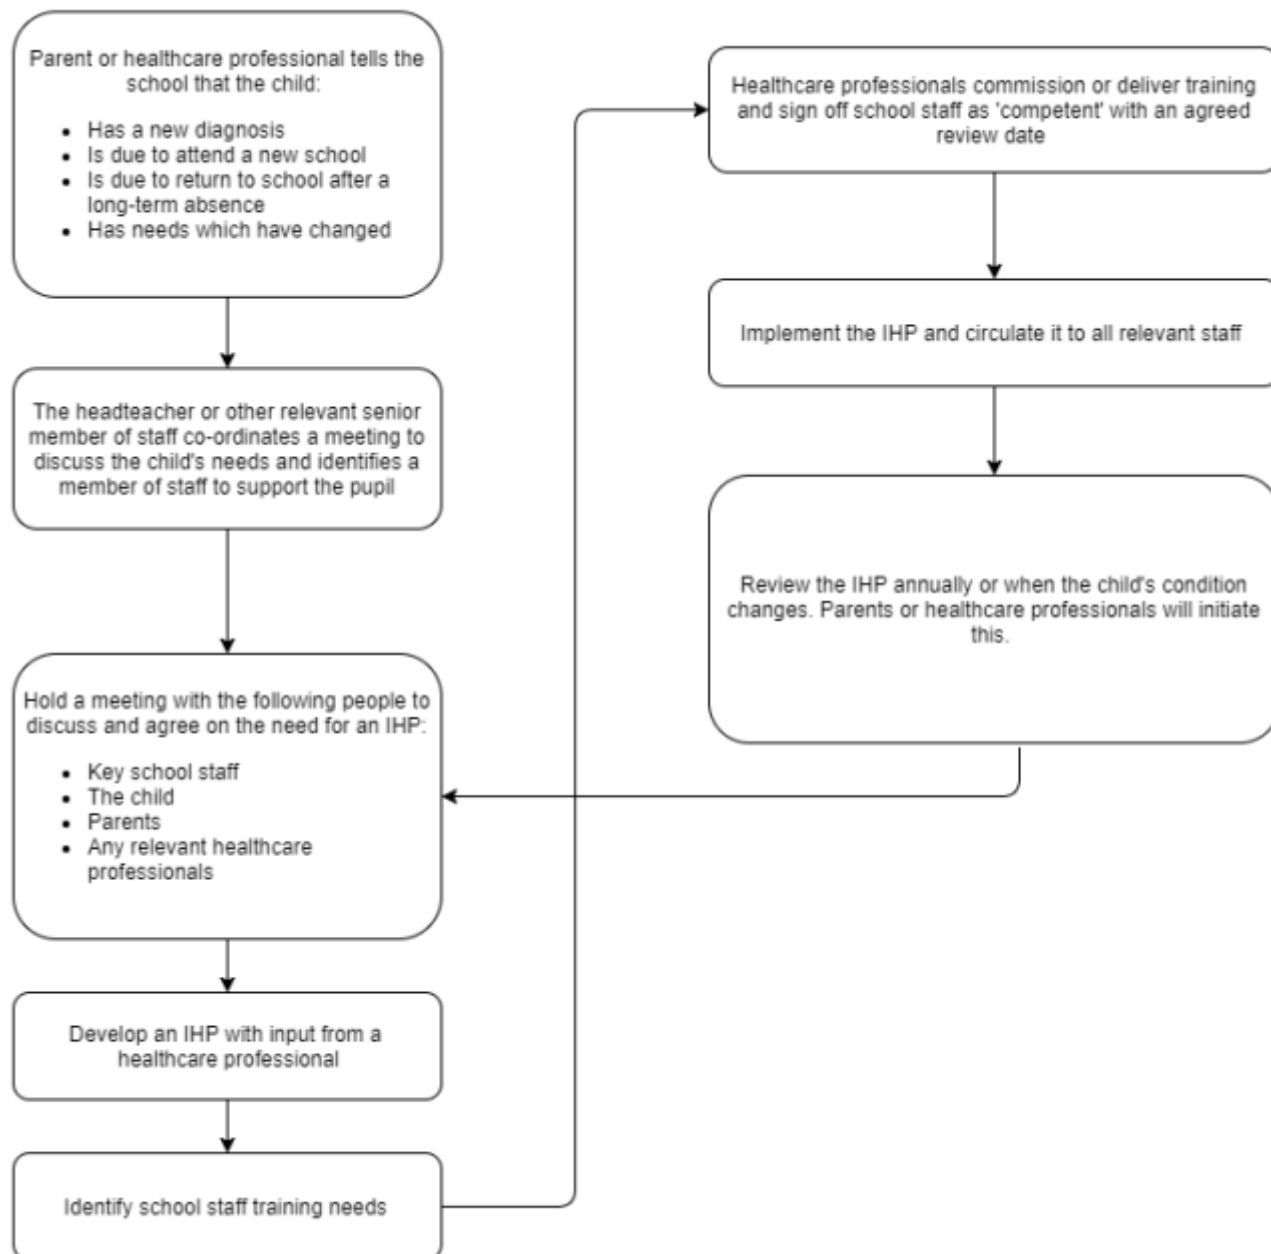 Parent or healthcare professional tells the
school that the child:
• Has a new diagnosis
• Is due to attend a new school
• Is due to return to school after a
long-term absence
• Has needs which have changed
The headteacher or other relevant senior
member of staff co-ordinates a meeting to
discuss the child's needs and identifies a
member of staff to support the pupil
Hold a meeting with the following people to
discuss and agree on the need for an IHP:
• Key school staff
• The child
• Parents
• Any relevant healthcare
professionals
Develop an IHP with input from a
healthcare professional
Identify school staff training needs
Healthcare professionals commission or deliver training
and sign off school staff as 'competent' with an agreed
review date
Implement the IHP and circulate it to all relevant staff
Review the IHP annually or when the child's condition
changes. Parents or healthcare professionals will initiate
this.